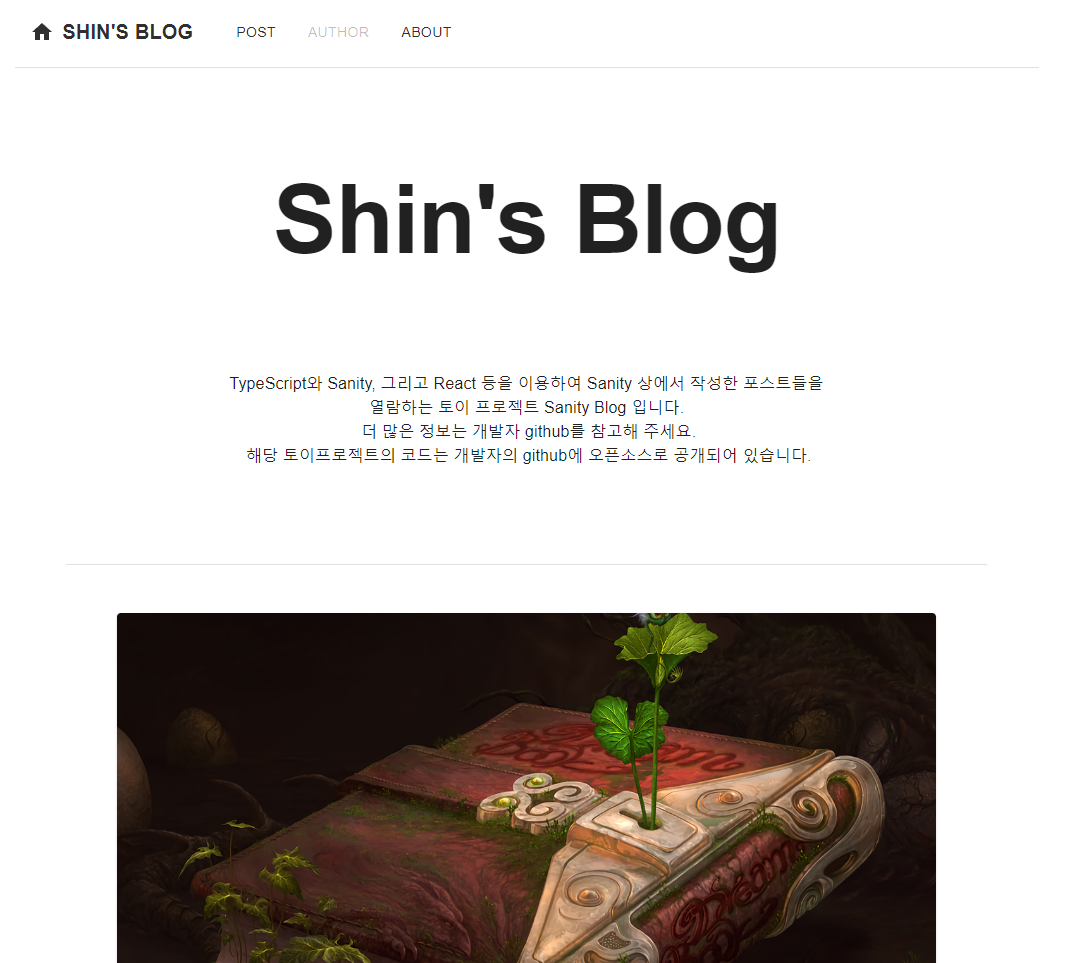 SHIN'S BLOG POST AUTHOR ABOUT
Shin's Blog
TypeScript와 Sanity, 그리고 React 등을 이용하여 Sanity 상에서 작성한 포스트들을
열람하는 토이 프로젝트 Sanity Blog 입니다.
더 많은 정보는 개발자 github를 참고해 주세요.
해당 토이프로젝트의 코드는 개발자의 github에 오픈소스로 공개되어 있습니다.
Dream